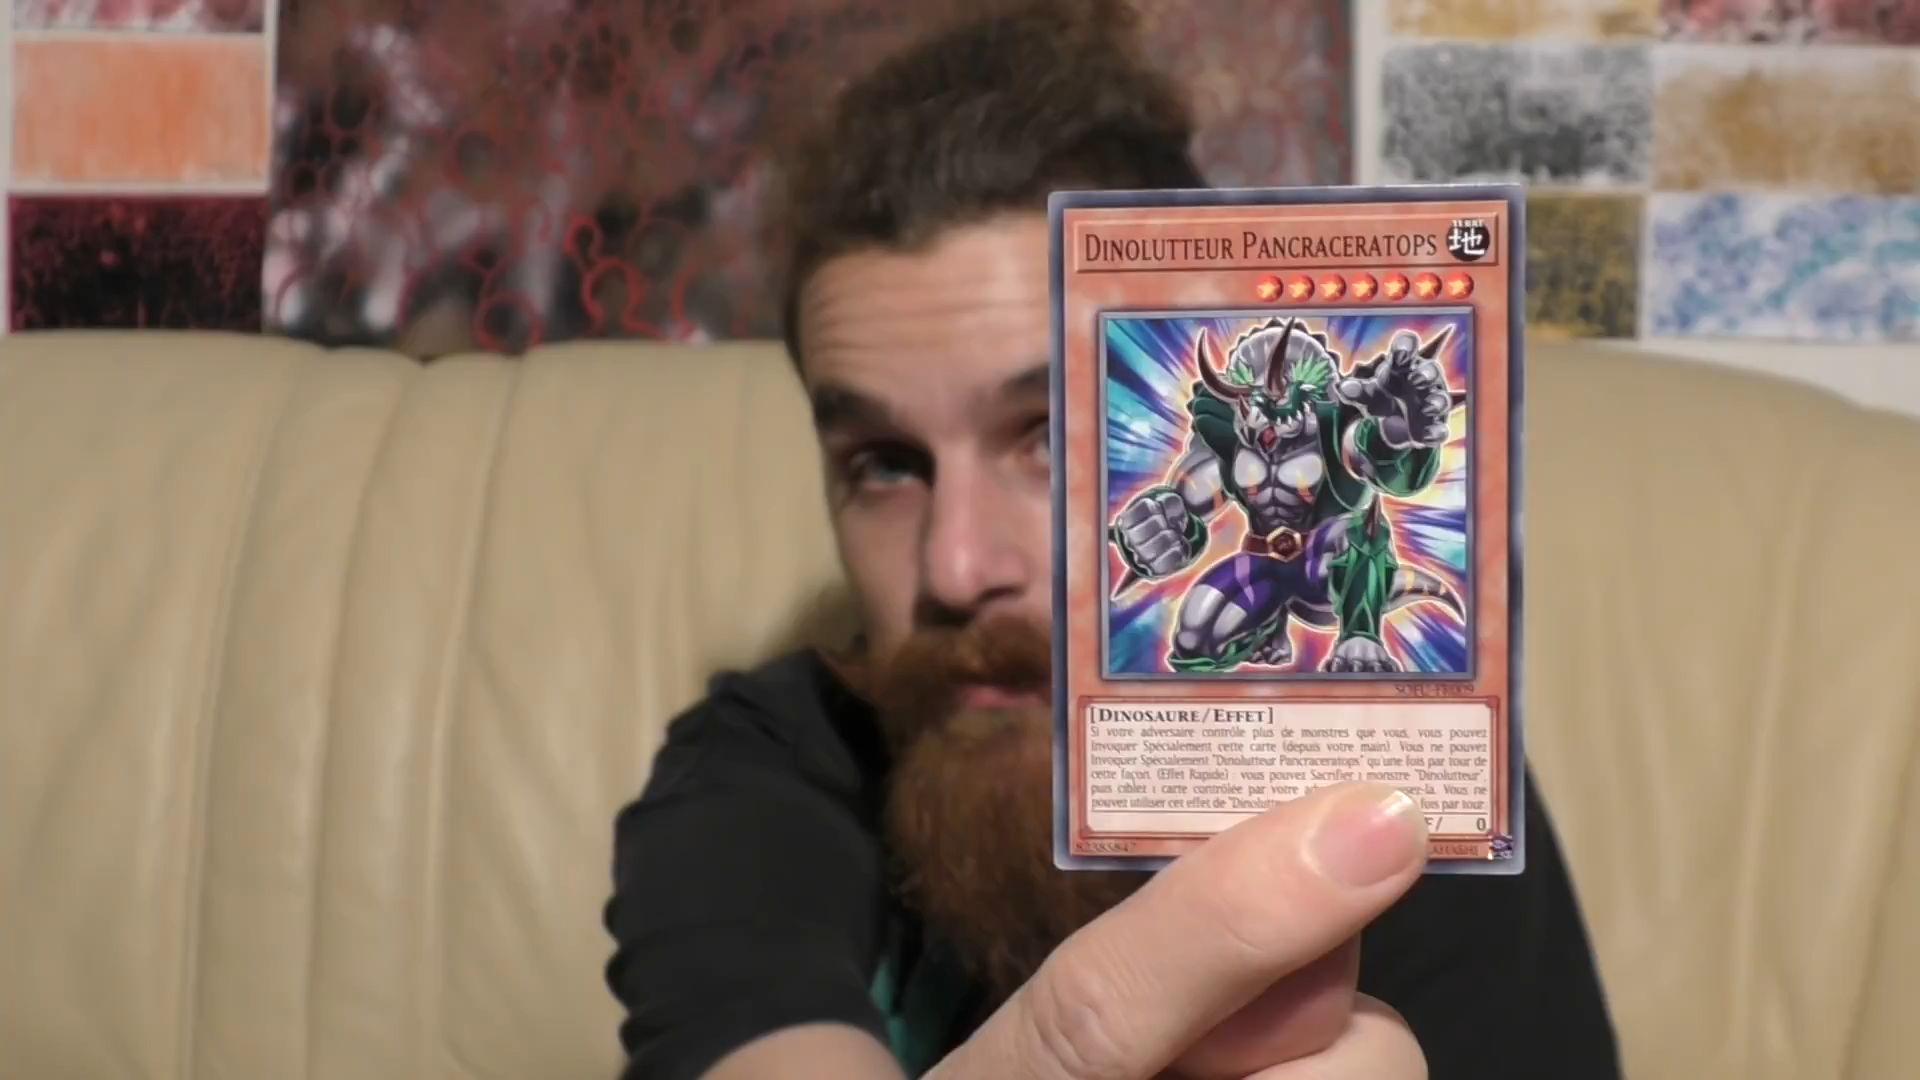 DINOLUTTEUR PANCRACERATOPS
TERRE
地
SOFU-FR009
[DINOSAURE/EFFET]
Si votre adversaire contrôle plus de monstres que vous, vous pouvez
Invoquer Spécialement cette carte (depuis votre main). Vous ne pouvez
Invoquer Spécialement "Dinolutteur Pancraceratops" qu'une fois par tour de
cette façon. (Effet Rapide) : vous pouvez Sacrifier 1 monstre "Dinolutteur",
puis ciblez 1 carte contrôlée par votre
pouvez utiliser cet effet de
-la. Vous ne
fois par tour.
0
82385847